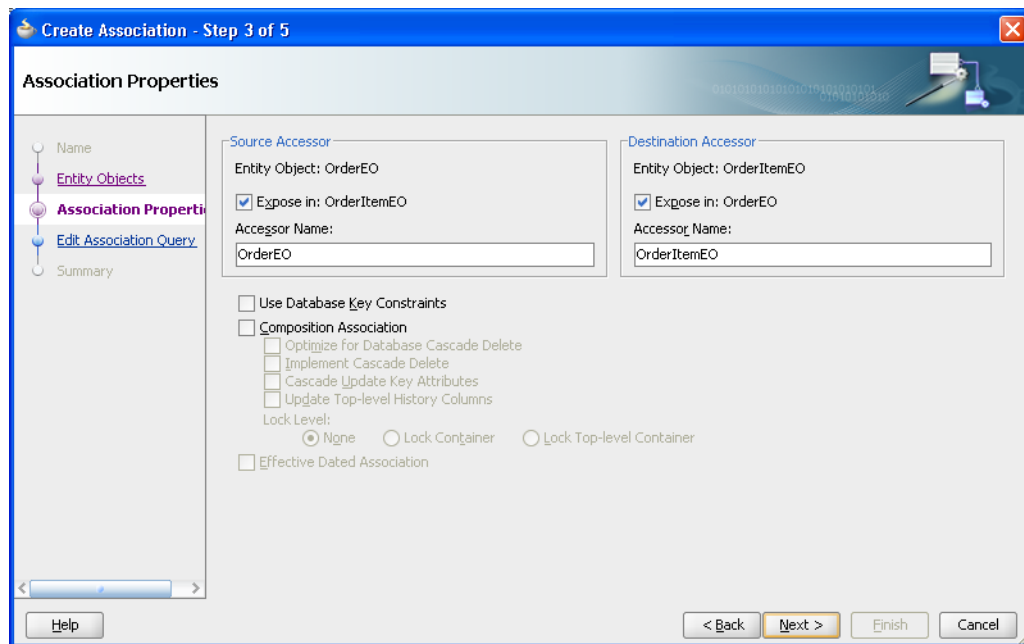 Create Association - Step 3 of 5
Association Properties
Name
Entity Objects
Association Properti
Edit Association Query
Summary
Source Accessor
Entity Object: OrderEO
Expose in: OrderItemEO
Accessor Name:
OrderEO
Destination Accessor
Entity Object: OrderItemEO
Expose in: OrderEO
Accessor Name:
OrderItemEO
Use Database Key Constraints
Composition Association
Optimize for Database Cascade Delete
Implement Cascade Delete
Cascade Update Key Attributes
Update Top-level History Columns
Lock Level:
None Lock Container Lock Top-level Container
Effective Dated Association
Help < Back Next > Finish Cancel